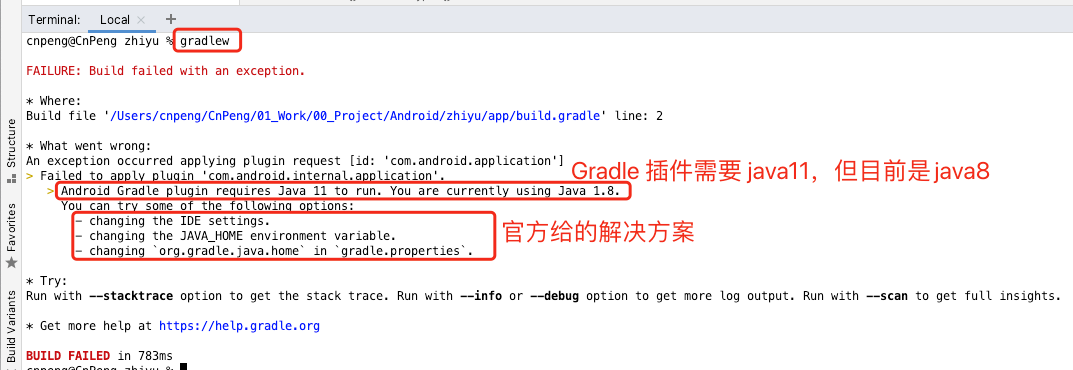 Terminal: Local × +
cnpeng@CnPeng zhiyu % gradlew
FAILURE: Build failed with an exception.
* Where:
Build file '/Users/cnpeng/CnPeng/01_Work/00_Project/Android/zhiyu/app/build.gradle' line: 2
* What went wrong:
An exception occurred applying plugin request [id: 'com.android.application']
> Failed to apply plugin 'com.android.internal.application'.
Gradle 插件需要 java11，但目前是 java8
> Android Gradle plugin requires Java 11 to run. You are currently using Java 1.8.
You can try some of the following options:
- changing the IDE settings.
- changing the JAVA_HOME environment variable.
官方给的解决方案
- changing `org.gradle.java.home` in `gradle.properties`.
* Try:
Run with --stacktrace option to get the stack trace. Run with --info or --debug option to get more log output. Run with --scan to get full insights.
* Get more help at https://help.gradle.org
BUILD FAILED in 783ms
cnpeng@CnPeng zhiyu %
Structure
Favorites
Build Variants